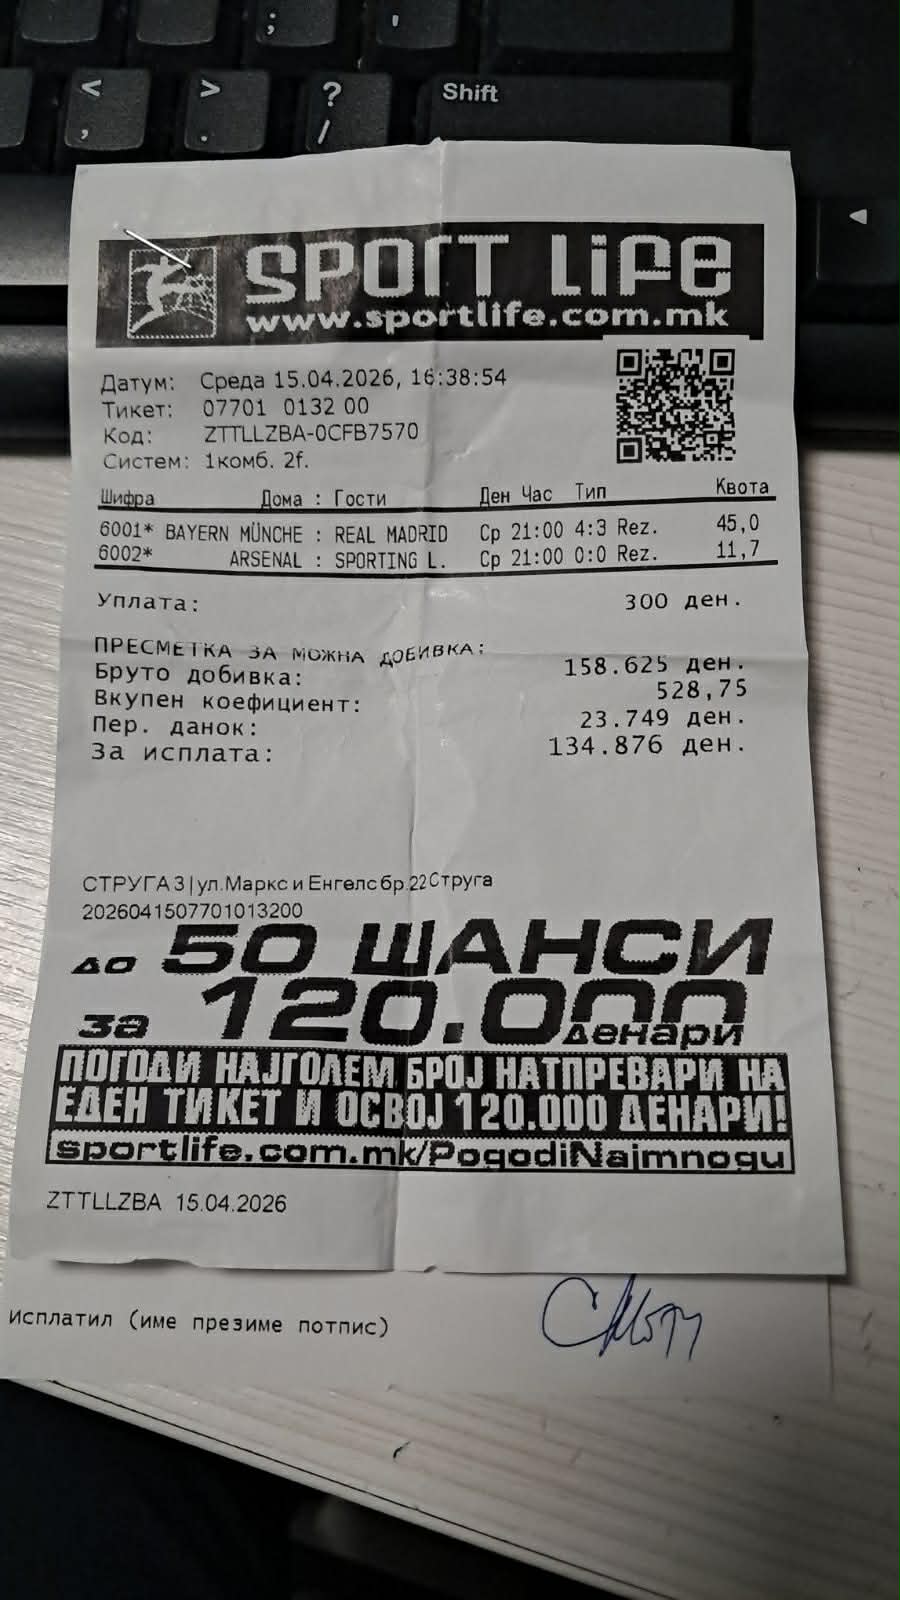 ;
<
>
?
Shift
,
.
/
SPORT LiFe
www.sportlife.com.mk
Датум: Среда 15.04.2026, 16:38:54
Тикет: 07701 0132 00
Код: ZTTLLZBA-0CFB7570
Систем: 1комб. 2f.
Шифра Дома : Гости Ден Час Тип Квота
6001* BAYERN MÜNCHE : REAL MADRID Ср 21:00 4:3 Rez. 45,0
6002* ARSENAL : SPORTING L. Ср 21:00 0:0 Rez. 11,7
Уплата: 300 ден.
ПРЕСМЕТКА ЗА МОЖНА ДОБИВКА:
Бруто добивка: 158.625 ден.
Вкупен коефициент: 528,75
Пер. данок: 23.749 ден.
За исплата: 134.876 ден.
СТРУГА 3 | ул.Маркс и Енгелс бр.22 Струга
2026041507701013200
до 50 ШАНСИ
за 120.000 денари
ПОГОДИ НАЈГОЛЕМ БРОЈ НАТПРЕВАРИ НА
ЕДЕН ТИКЕТ И ОСВОЈ 120.000 ДЕНАРИ!
sportlife.com.mk/PogodiNajmnogu
ZTTLLZBA 15.04.2026
Исплатил (име презиме потпис)